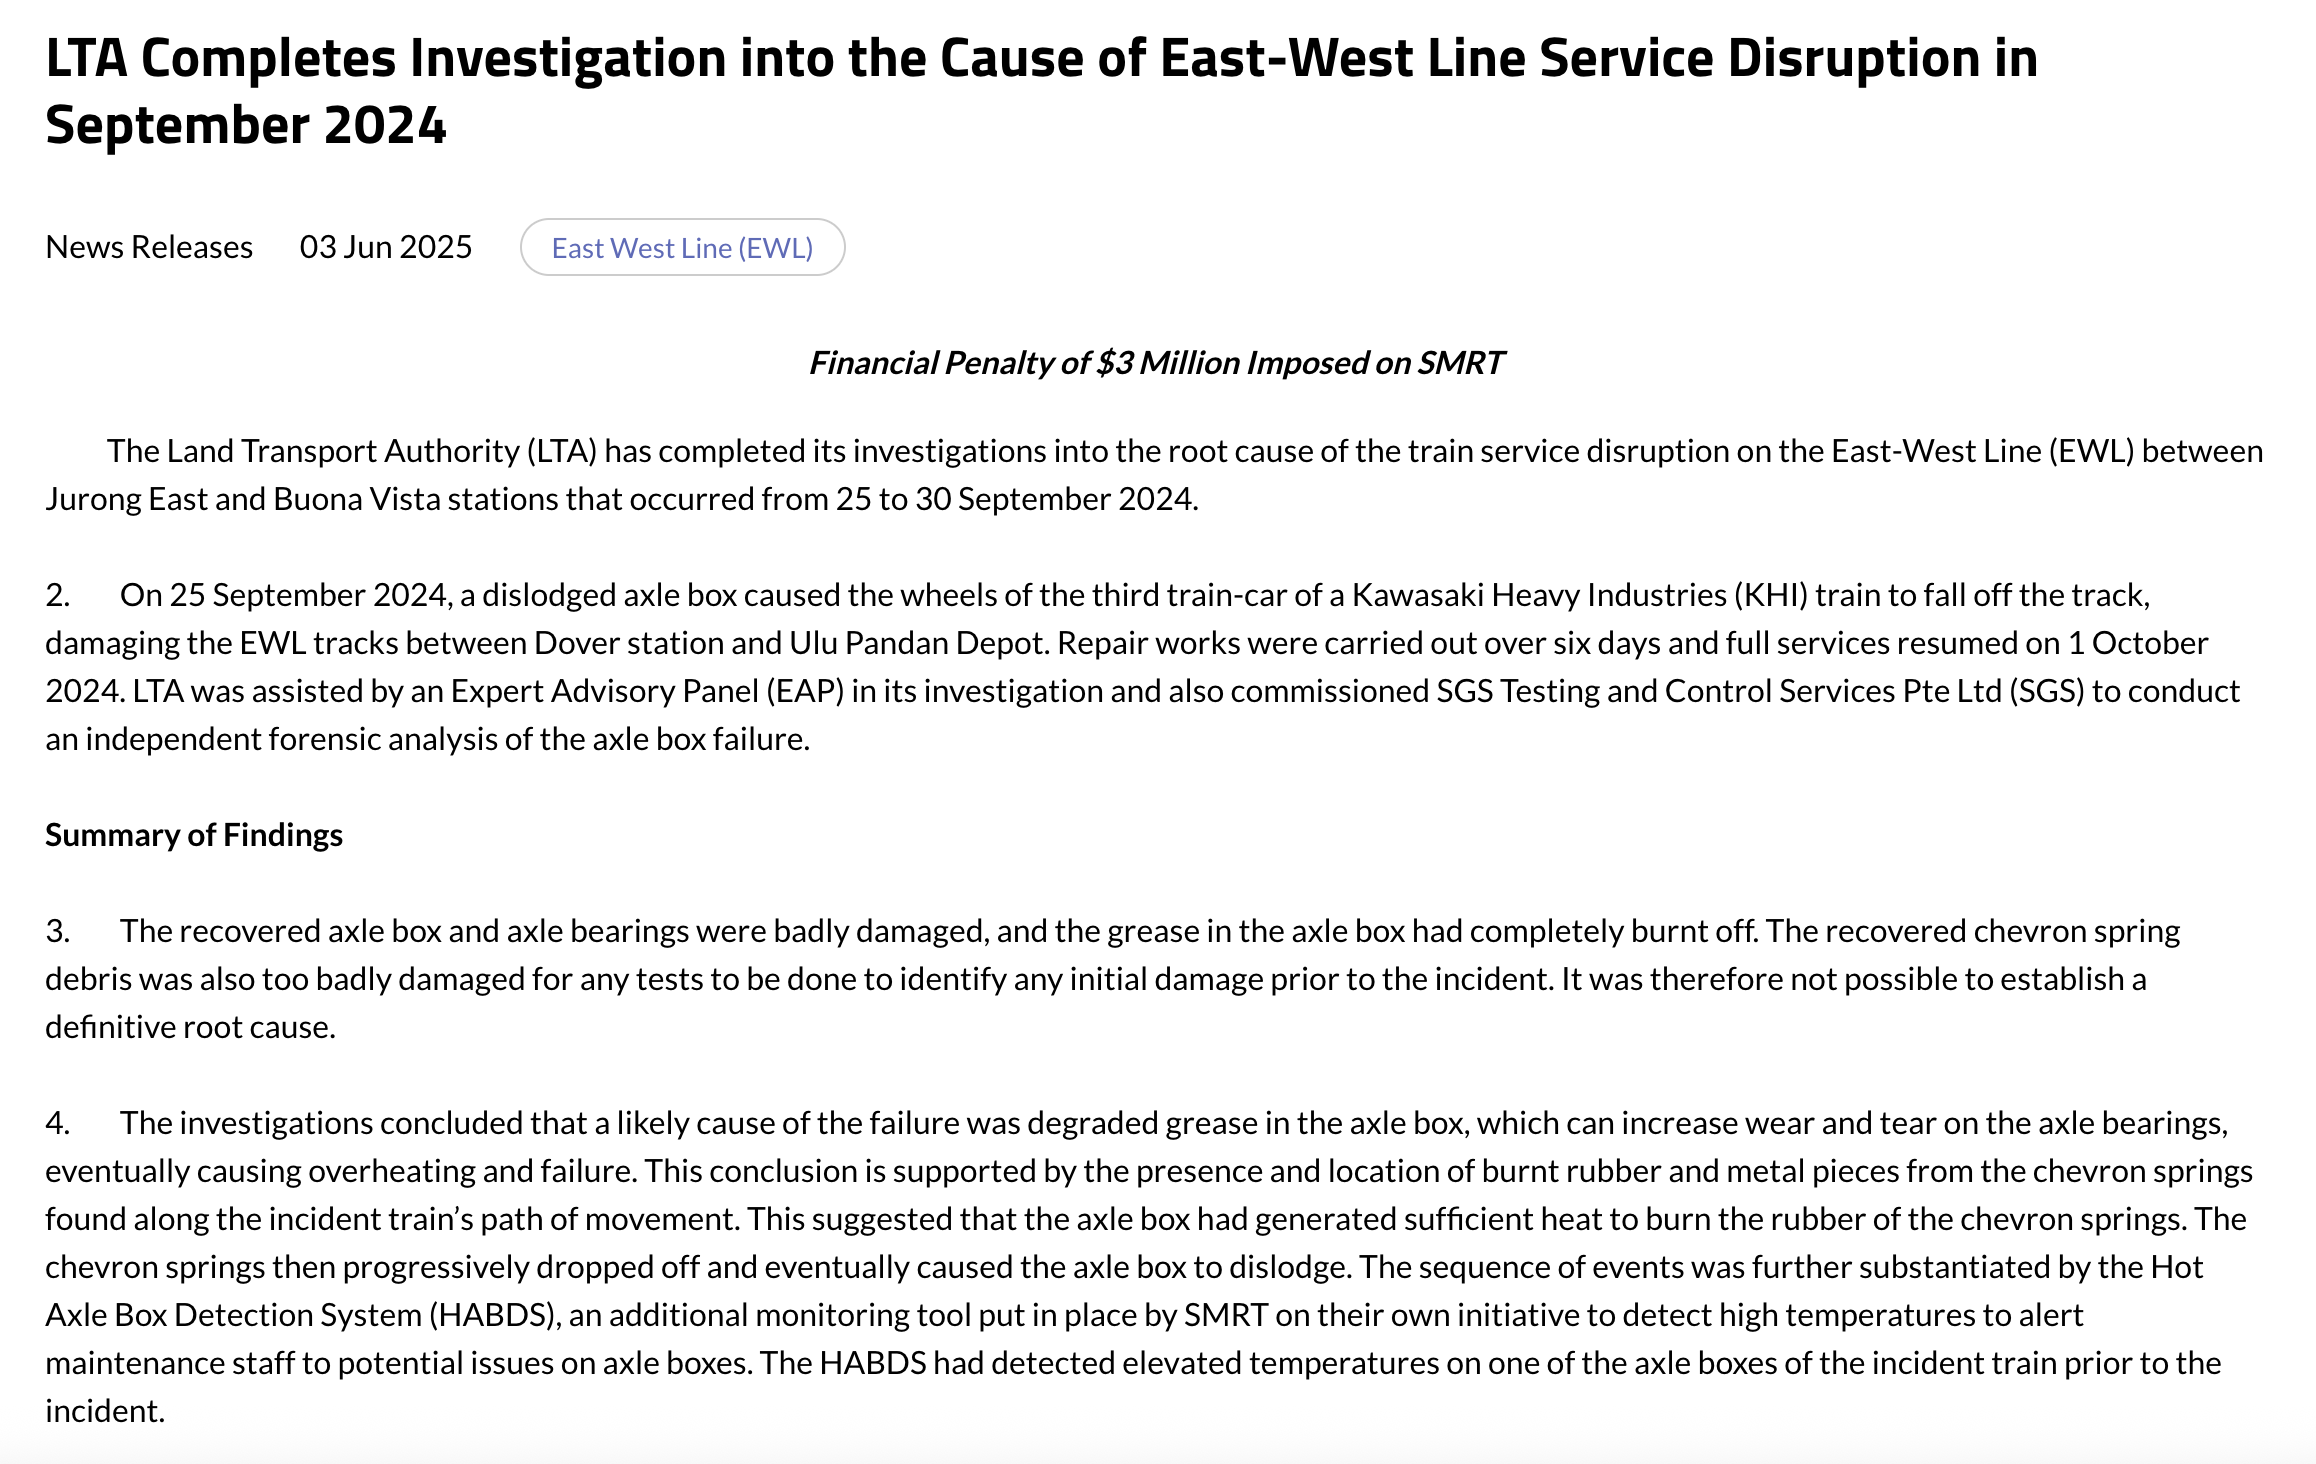 LTA Completes Investigation into the Cause of East-West Line Service Disruption in
September 2024
News Releases 03 Jun 2025 East West Line (EWL)
Financial Penalty of $3 Million Imposed on SMRT
The Land Transport Authority (LTA) has completed its investigations into the root cause of the train service disruption on the East-West Line (EWL) between
Jurong East and Buona Vista stations that occurred from 25 to 30 September 2024.
2. On 25 September 2024, a dislodged axle box caused the wheels of the third train-car of a Kawasaki Heavy Industries (KHI) train to fall off the track,
damaging the EWL tracks between Dover station and Ulu Pandan Depot. Repair works were carried out over six days and full services resumed on 1 October
2024. LTA was assisted by an Expert Advisory Panel (EAP) in its investigation and also commissioned SGS Testing and Control Services Pte Ltd (SGS) to conduct
an independent forensic analysis of the axle box failure.
Summary of Findings
3. The recovered axle box and axle bearings were badly damaged, and the grease in the axle box had completely burnt off. The recovered chevron spring
debris was also too badly damaged for any tests to be done to identify any initial damage prior to the incident. It was therefore not possible to establish a
definitive root cause.
4. The investigations concluded that a likely cause of the failure was degraded grease in the axle box, which can increase wear and tear on the axle bearings,
eventually causing overheating and failure. This conclusion is supported by the presence and location of burnt rubber and metal pieces from the chevron springs
found along the incident train’s path of movement. This suggested that the axle box had generated sufficient heat to burn the rubber of the chevron springs. The
chevron springs then progressively dropped off and eventually caused the axle box to dislodge. The sequence of events was further substantiated by the Hot
Axle Box Detection System (HABDS), an additional monitoring tool put in place by SMRT on their own initiative to detect high temperatures to alert
maintenance staff to potential issues on axle boxes. The HABDS had detected elevated temperatures on one of the axle boxes of the incident train prior to the
incident.